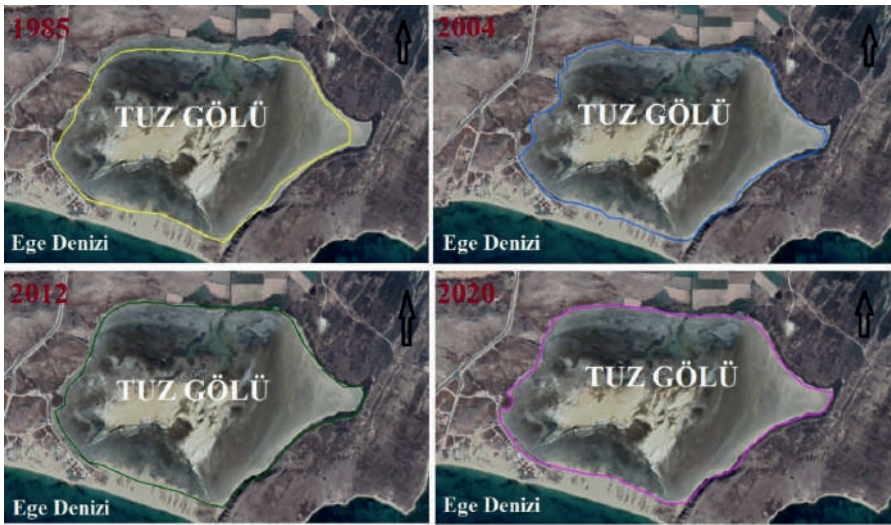 1985
TUZ GÖLÜ
Ege Denizi
2004
TUZ GÖLÜ
Ege Denizi
2012
TUZ GÖLÜ
Ege Denizi
2020
TUZ GÖLÜ
Ege Denizi